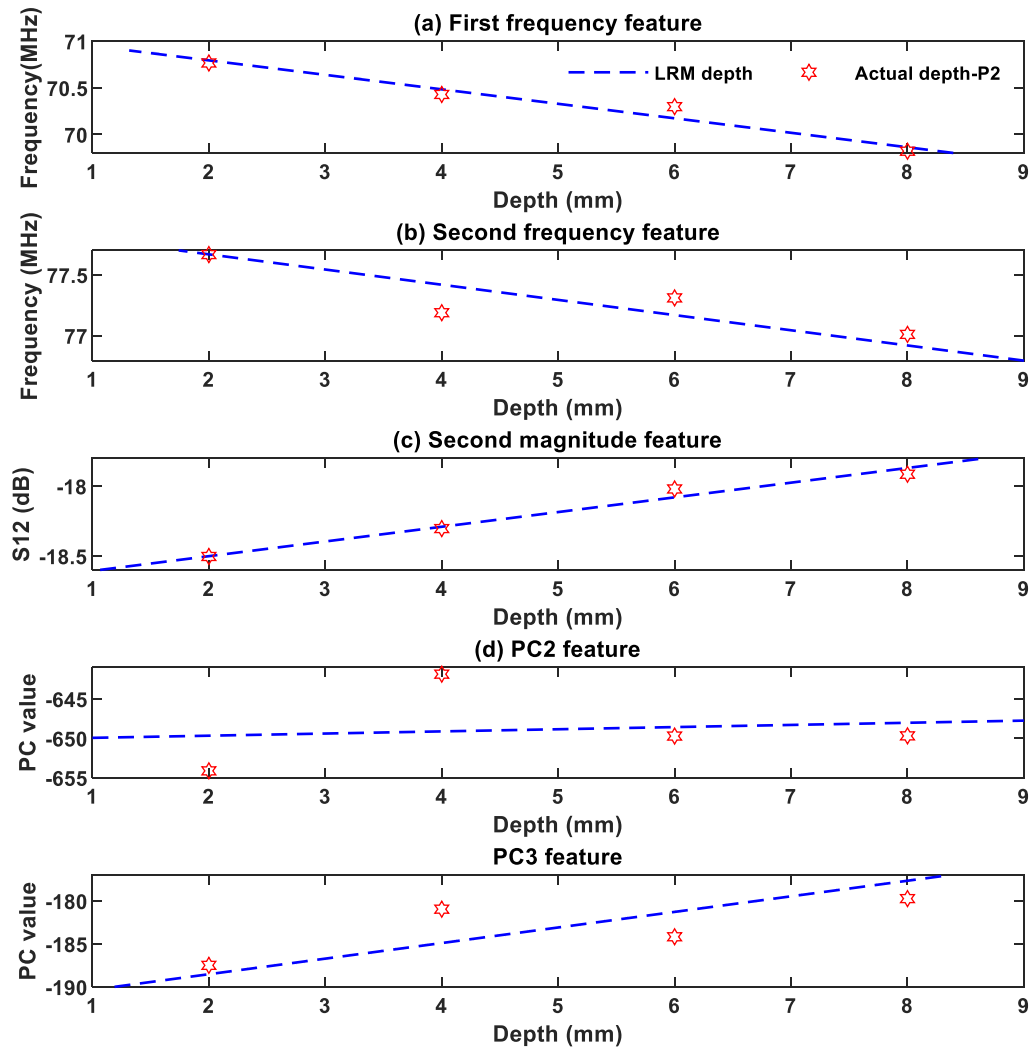 (a) First frequency feature
Frequency(MHz)
71
70.5
70
LRM depth
Actual depth-P2
1 2 3 4 5 6 7 8 9
Depth (mm)
(b) Second frequency feature
Frequency (MHz)
77.5
77
1 2 3 4 5 6 7 8 9
Depth (mm)
(c) Second magnitude feature
S12 (dB)
-18
-18.5
1 2 3 4 5 6 7 8 9
Depth (mm)
(d) PC2 feature
PC value
-645
-650
-655
1 2 3 4 5 6 7 8 9
Depth (mm)
PC3 feature
PC value
-180
-185
-190
1 2 3 4 5 6 7 8 9
Depth (mm)